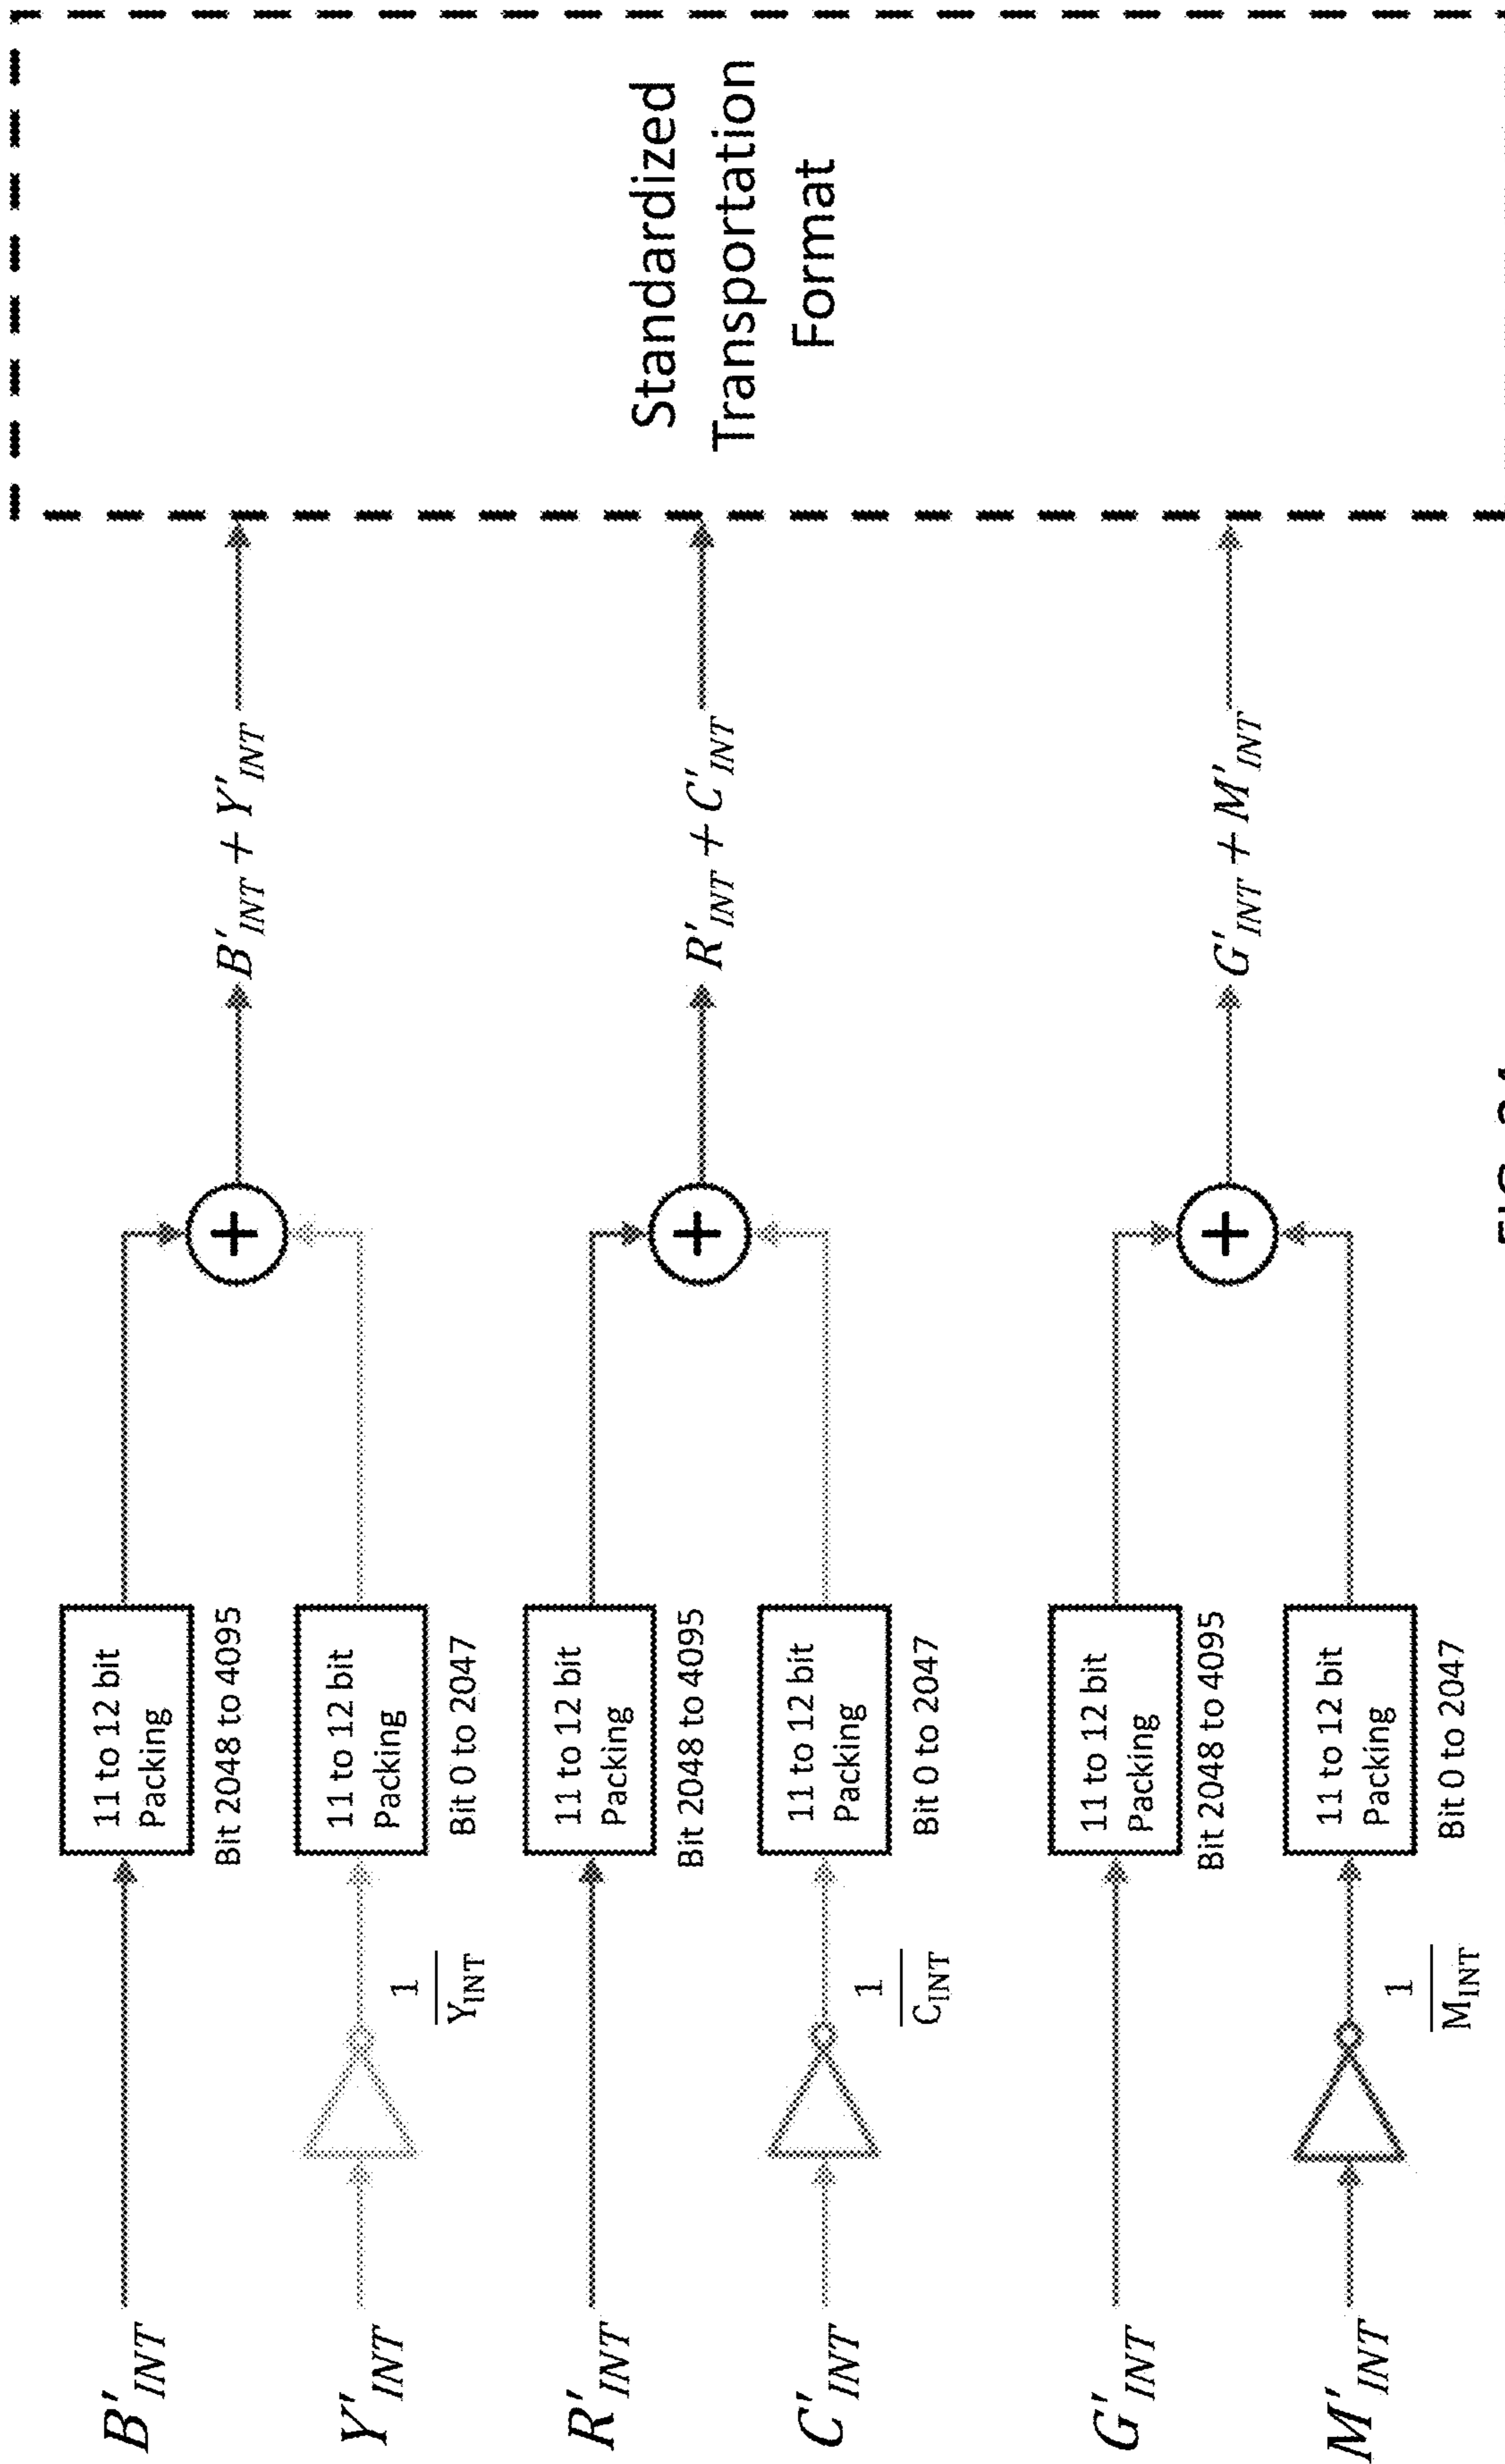 B'INT
11 to 12 bit
Packing
Bit 2048 to 4095
Y'INT
1
YINT
11 to 12 bit
Packing
Bit 0 to 2047
+
B'INT + Y'INT
R'INT
11 to 12 bit
Packing
Bit 2048 to 4095
C'INT
1
CINT
11 to 12 bit
Packing
Bit 0 to 2047
+
R'INT + C'INT
G'INT
11 to 12 bit
Packing
Bit 2048 to 4095
M'INT
1
MINT
11 to 12 bit
Packing
Bit 0 to 2047
+
G'INT + M'INT
Standardized
Transportation
Format